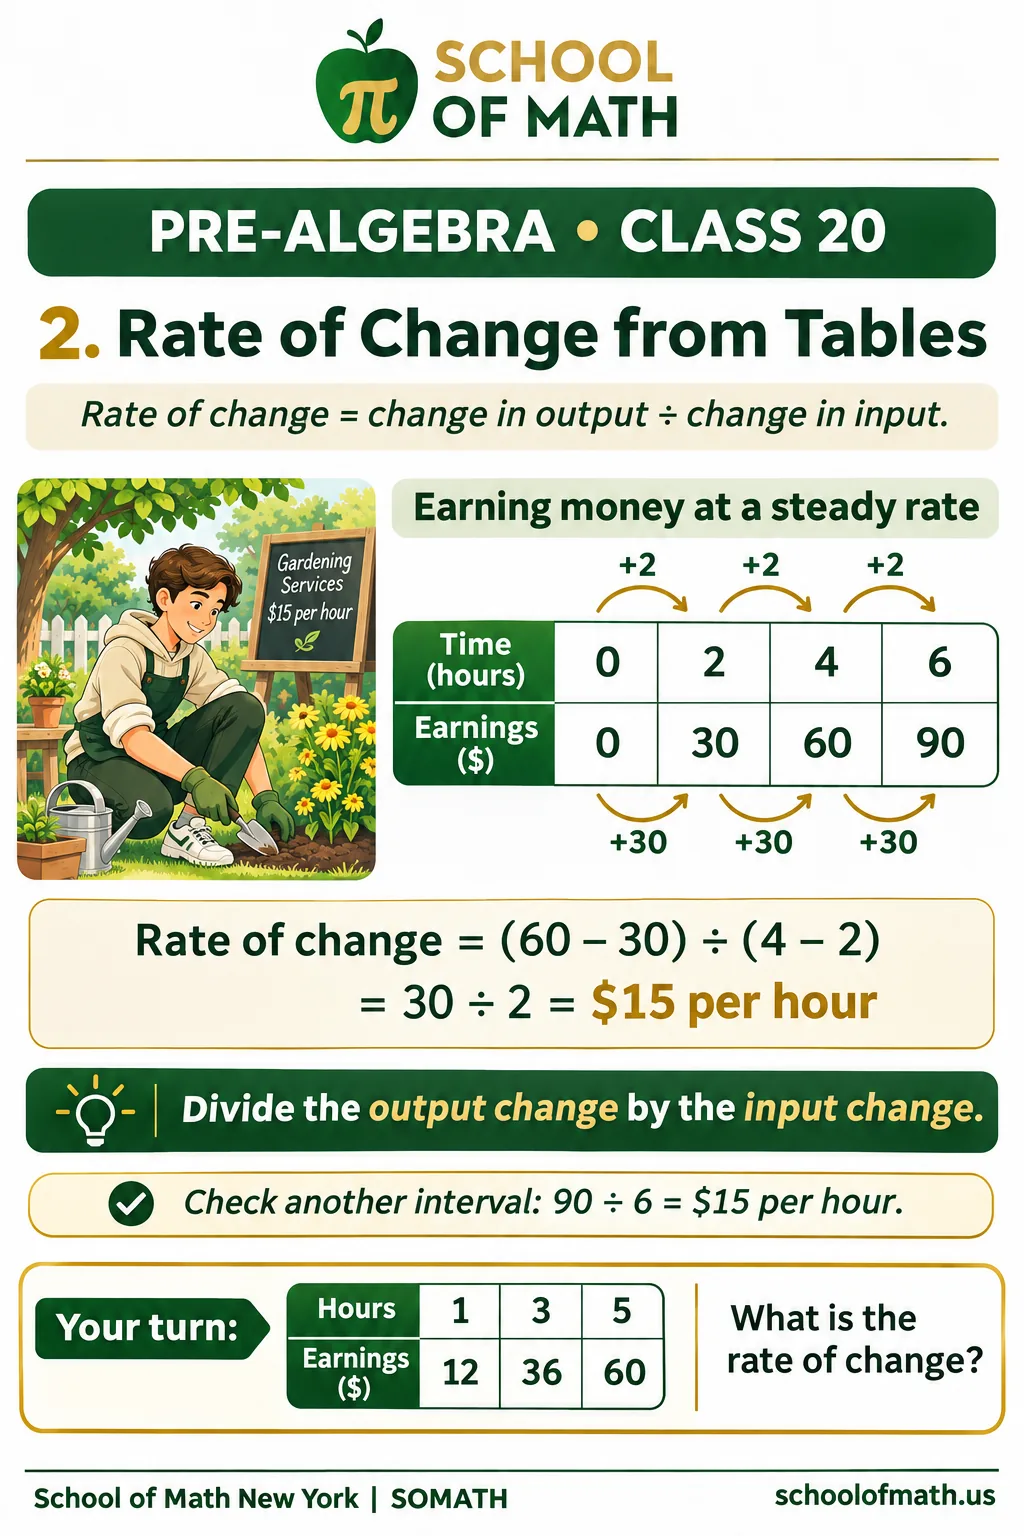 π
SCHOOL
OF MATH
PRE-ALGEBRA • CLASS 20
2. Rate of Change from Tables
Rate of change = change in output ÷ change in input.
Gardening
Services
$15 per hour
Earning money at a steady rate
+2 +2 +2
Time (hours) 0 2 4 6
Earnings ($) 0 30 60 90
+30 +30 +30
Rate of change = (60 – 30) ÷ (4 – 2)
= 30 ÷ 2 = $15 per hour
Divide the output change by the input change.
Check another interval: 90 ÷ 6 = $15 per hour.
Your turn:
Hours 1 3 5
Earnings ($) 12 36 60
What is the
rate of change?
School of Math New York | SOMATH
schoolofmath.us